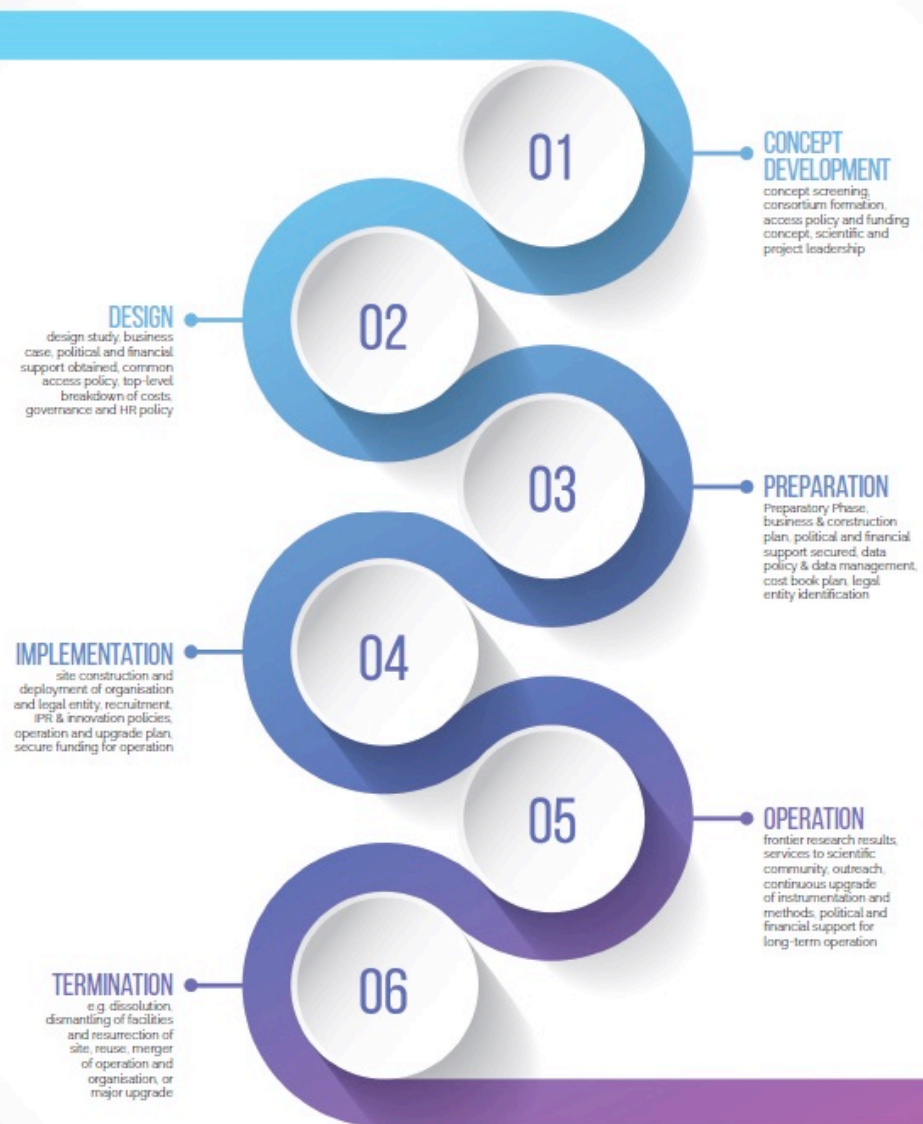 01
CONCEPT
DEVELOPMENT
concept screening,
consortium formation,
access policy and funding
concept, scientific and
project leadership
02
DESIGN
design study, business
case, political and financial
support obtained, common
access policy, top-level
breakdown of costs,
governance and HR policy
03
PREPARATION
Preparatory Phase,
business & construction
plan, political and financial
support secured, data
policy & data management,
cost book plan, legal
entity identification
04
IMPLEMENTATION
site construction and
deployment of organisation
and legal entity, recruitment,
IPR & innovation policies,
operation and upgrade plan,
secure funding for operation
05
OPERATION
frontier research results,
services to scientific
community, outreach,
continuous upgrade
of instrumentation and
methods, political and
financial support for
long-term operation
06
TERMINATION
e.g. dissolution,
dismantling of facilities
and resurrection of
site, reuse, merger
of operation and
organisation, or
major upgrade